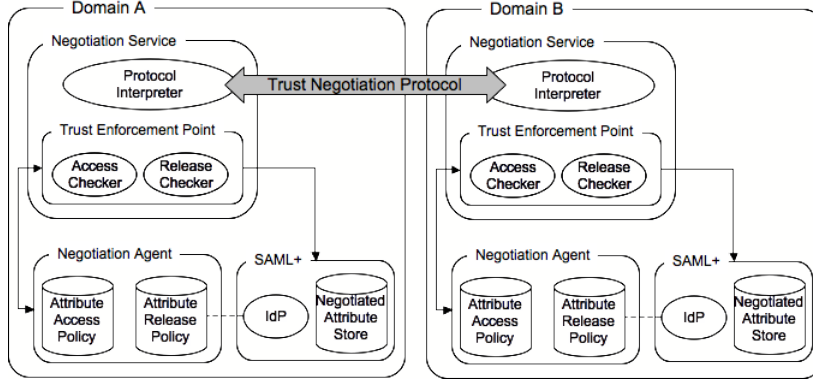 Domain A
Negotiation Service
Protocol
Interpreter
Trust Enforcement Point
Access
Checker
Release
Checker
Negotiation Agent
Attribute
Access
Policy
Attribute
Release
Policy
SAML+
IdP
Negotiated
Attribute
Store
Trust Negotiation Protocol
Domain B
Negotiation Service
Protocol
Interpreter
Trust Enforcement Point
Access
Checker
Release
Checker
Negotiation Agent
Attribute
Access
Policy
Attribute
Release
Policy
SAML+
IdP
Negotiated
Attribute
Store